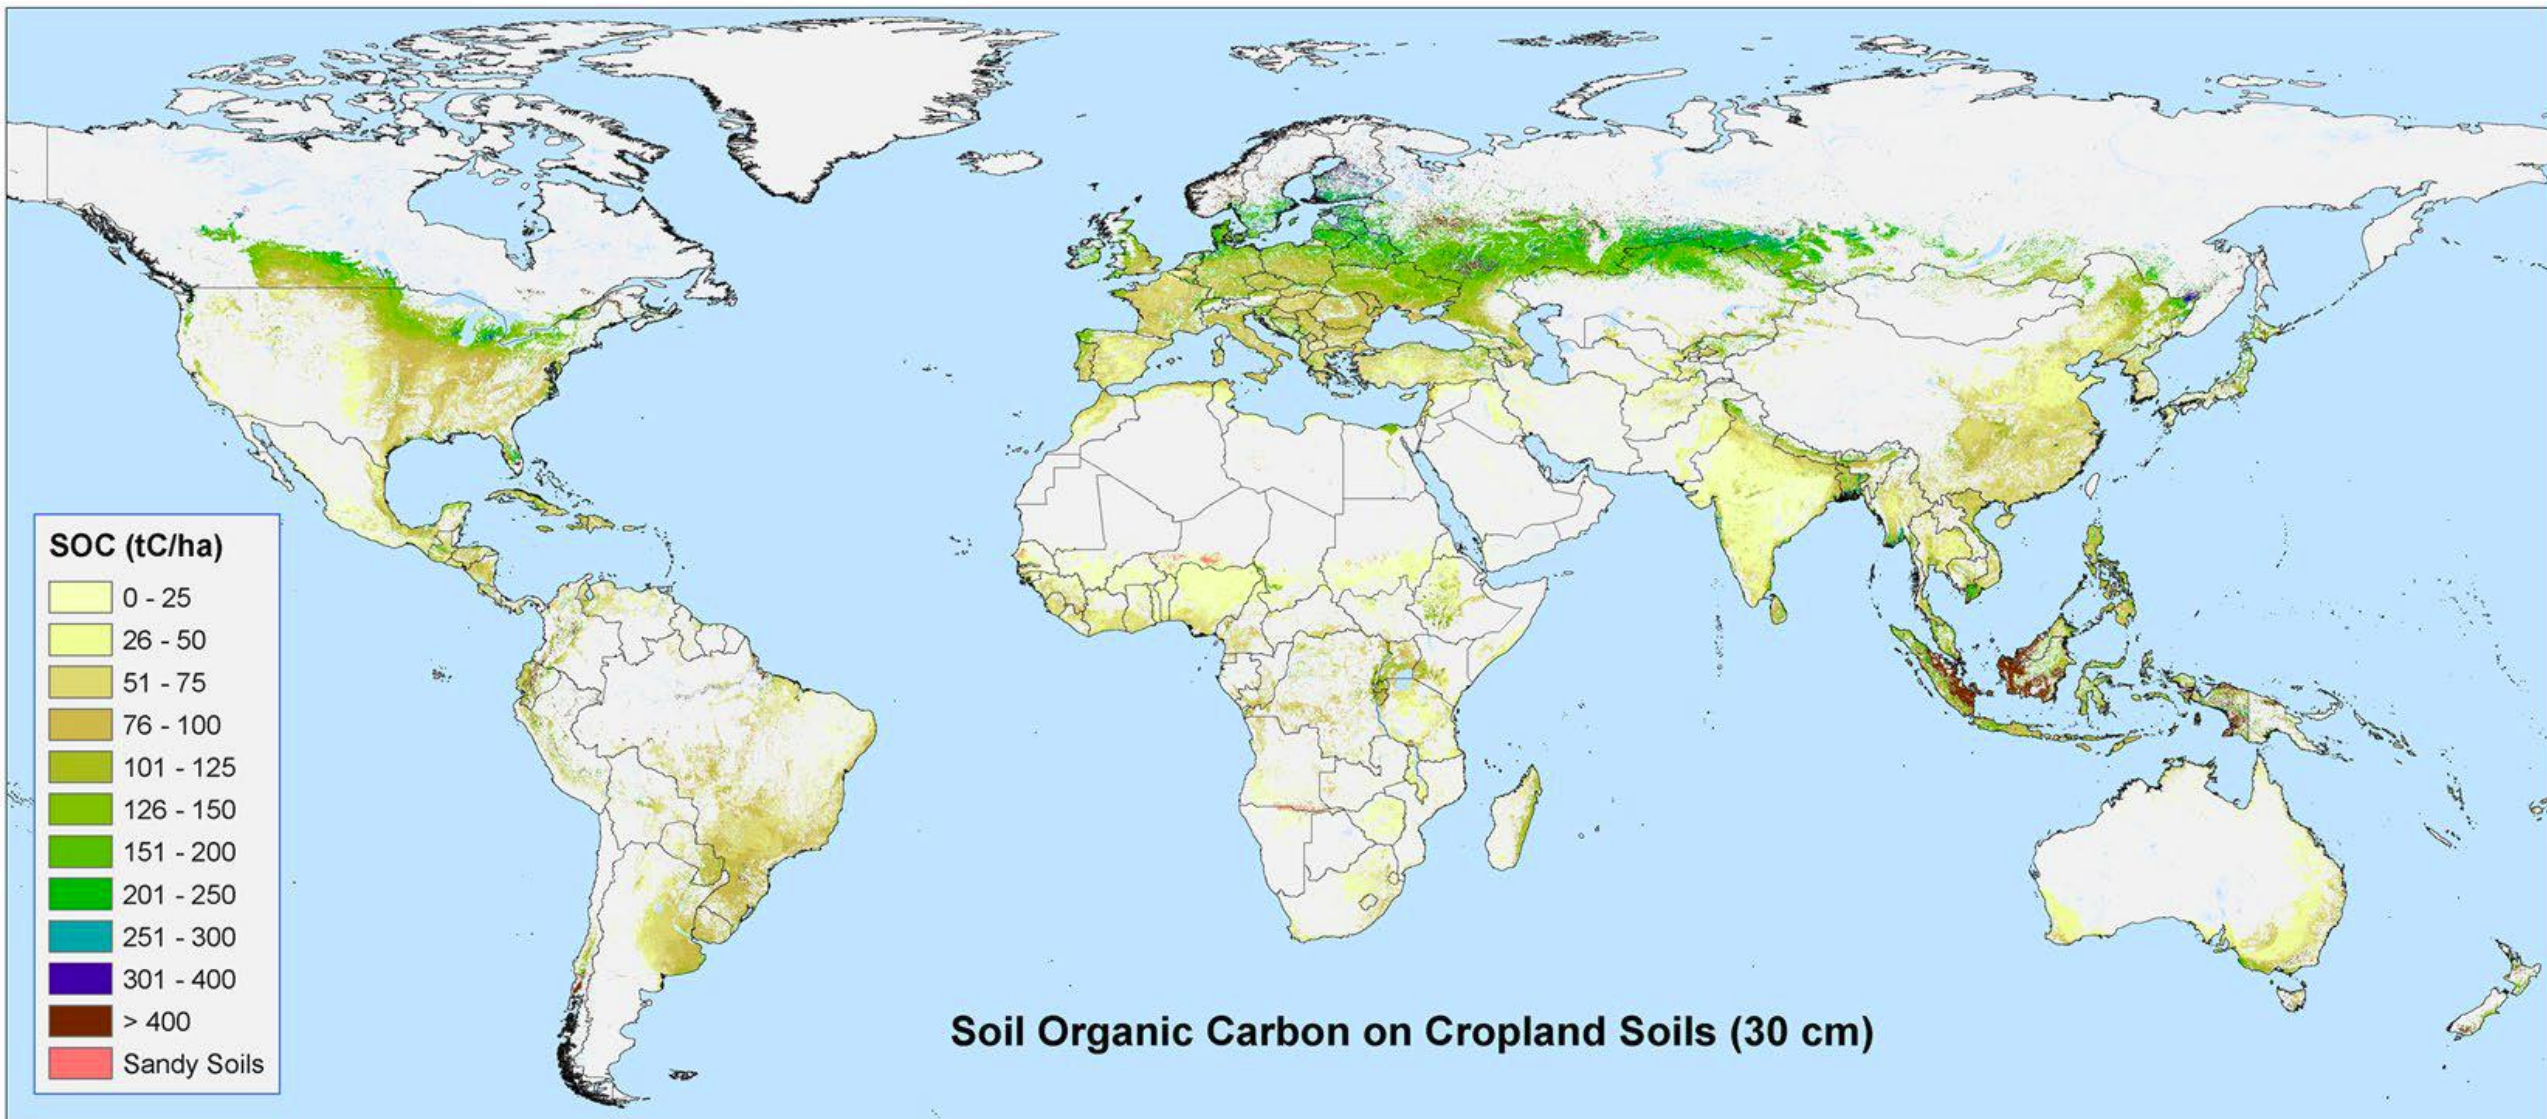 SOC (tC/ha)
0 - 25
26 - 50
51 - 75
76 - 100
101 - 125
126 - 150
151 - 200
201 - 250
251 - 300
301 - 400
> 400
Sandy Soils
Soil Organic Carbon on Cropland Soils (30 cm)